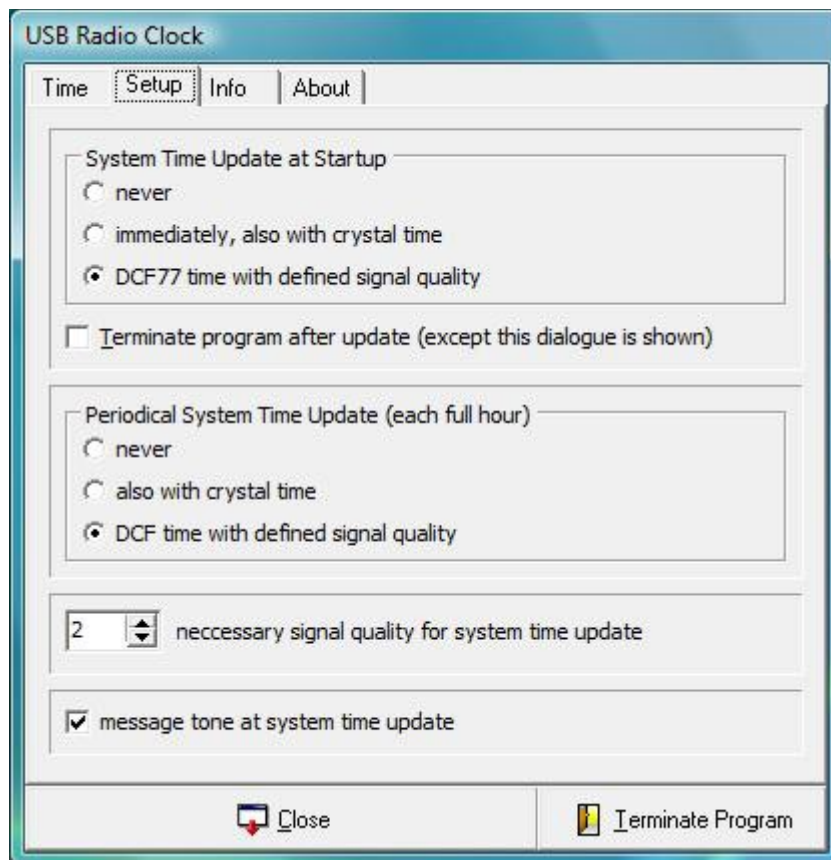 USB Radio Clock
Time Setup Info About
System Time Update at Startup
never
immediately, also with crystal time
DCF77 time with defined signal quality
Terminate program after update (except this dialogue is shown)
Periodical System Time Update (each full hour)
never
also with crystal time
DCF time with defined signal quality
2 neccessary signal quality for system time update
message tone at system time update
Close Terminate Program